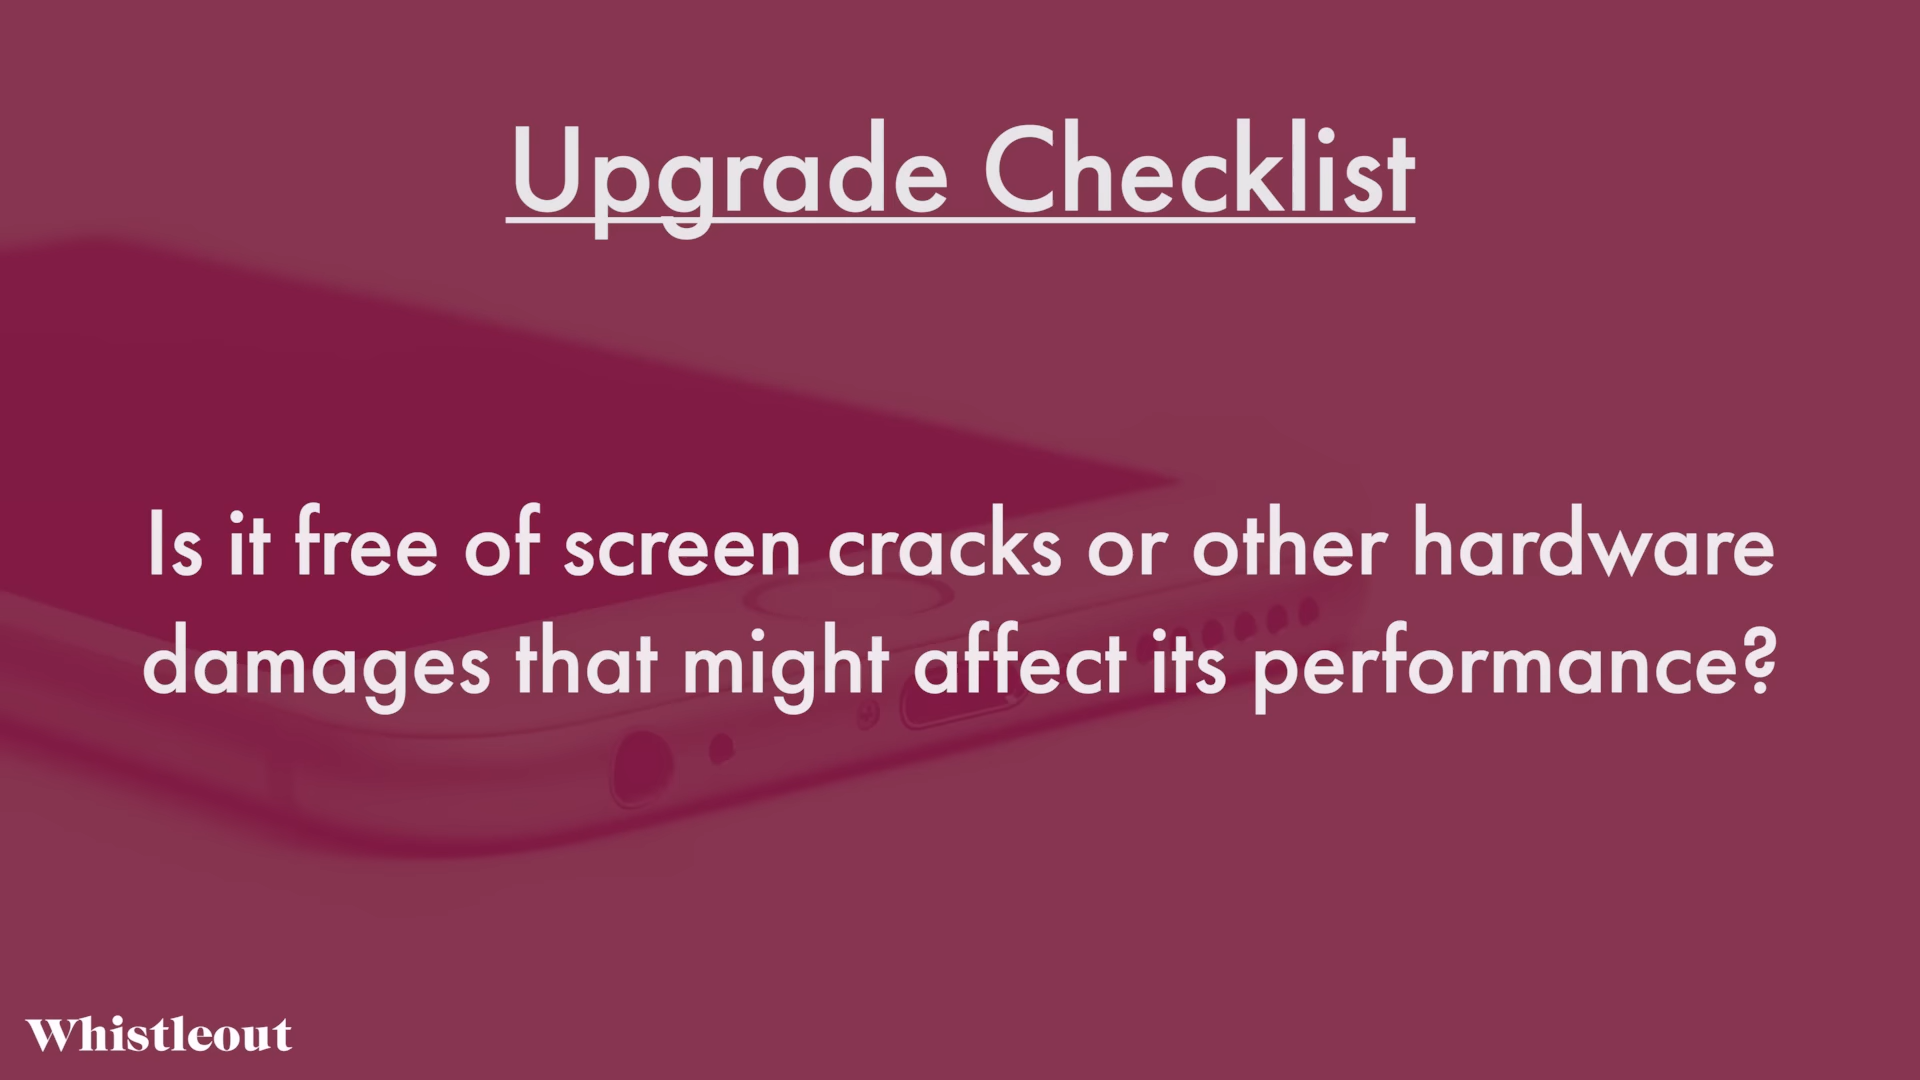 Upgrade Checklist
Is it free of screen cracks or other hardware
damages that might affect its performance?
Whistleout